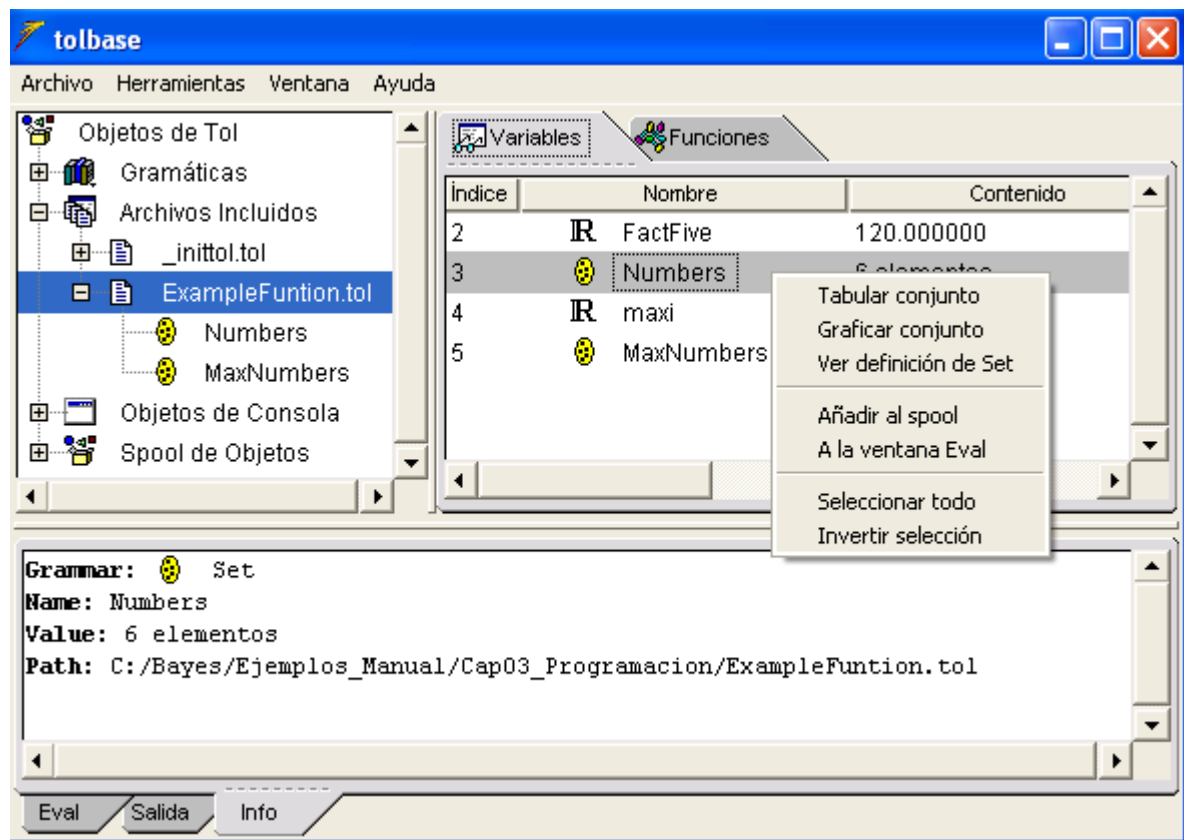 tolbase
Archivo Herramientas Ventana Ayuda
Objetos de Tol
Gramáticas
Archivos Incluidos
_inittol.tol
ExampleFuntion.tol
Numbers
MaxNumbers
Objetos de Consola
Spool de Objetos
Variables Funciones
Índice Nombre Contenido
2 R FactFive 120.000000
3 Numbers 6 elementos
4 R maxi
5 MaxNumbers
Tabular conjunto
Graficar conjunto
Ver definición de Set
Añadir al spool
A la ventana Eval
Seleccionar todo
Invertir selección
Grammar: Set
Name: Numbers
Value: 6 elementos
Path: C:/Bayes/Ejemplos_Manual/Cap03_Programacion/ExampleFuntion.tol
Eval Salida Info